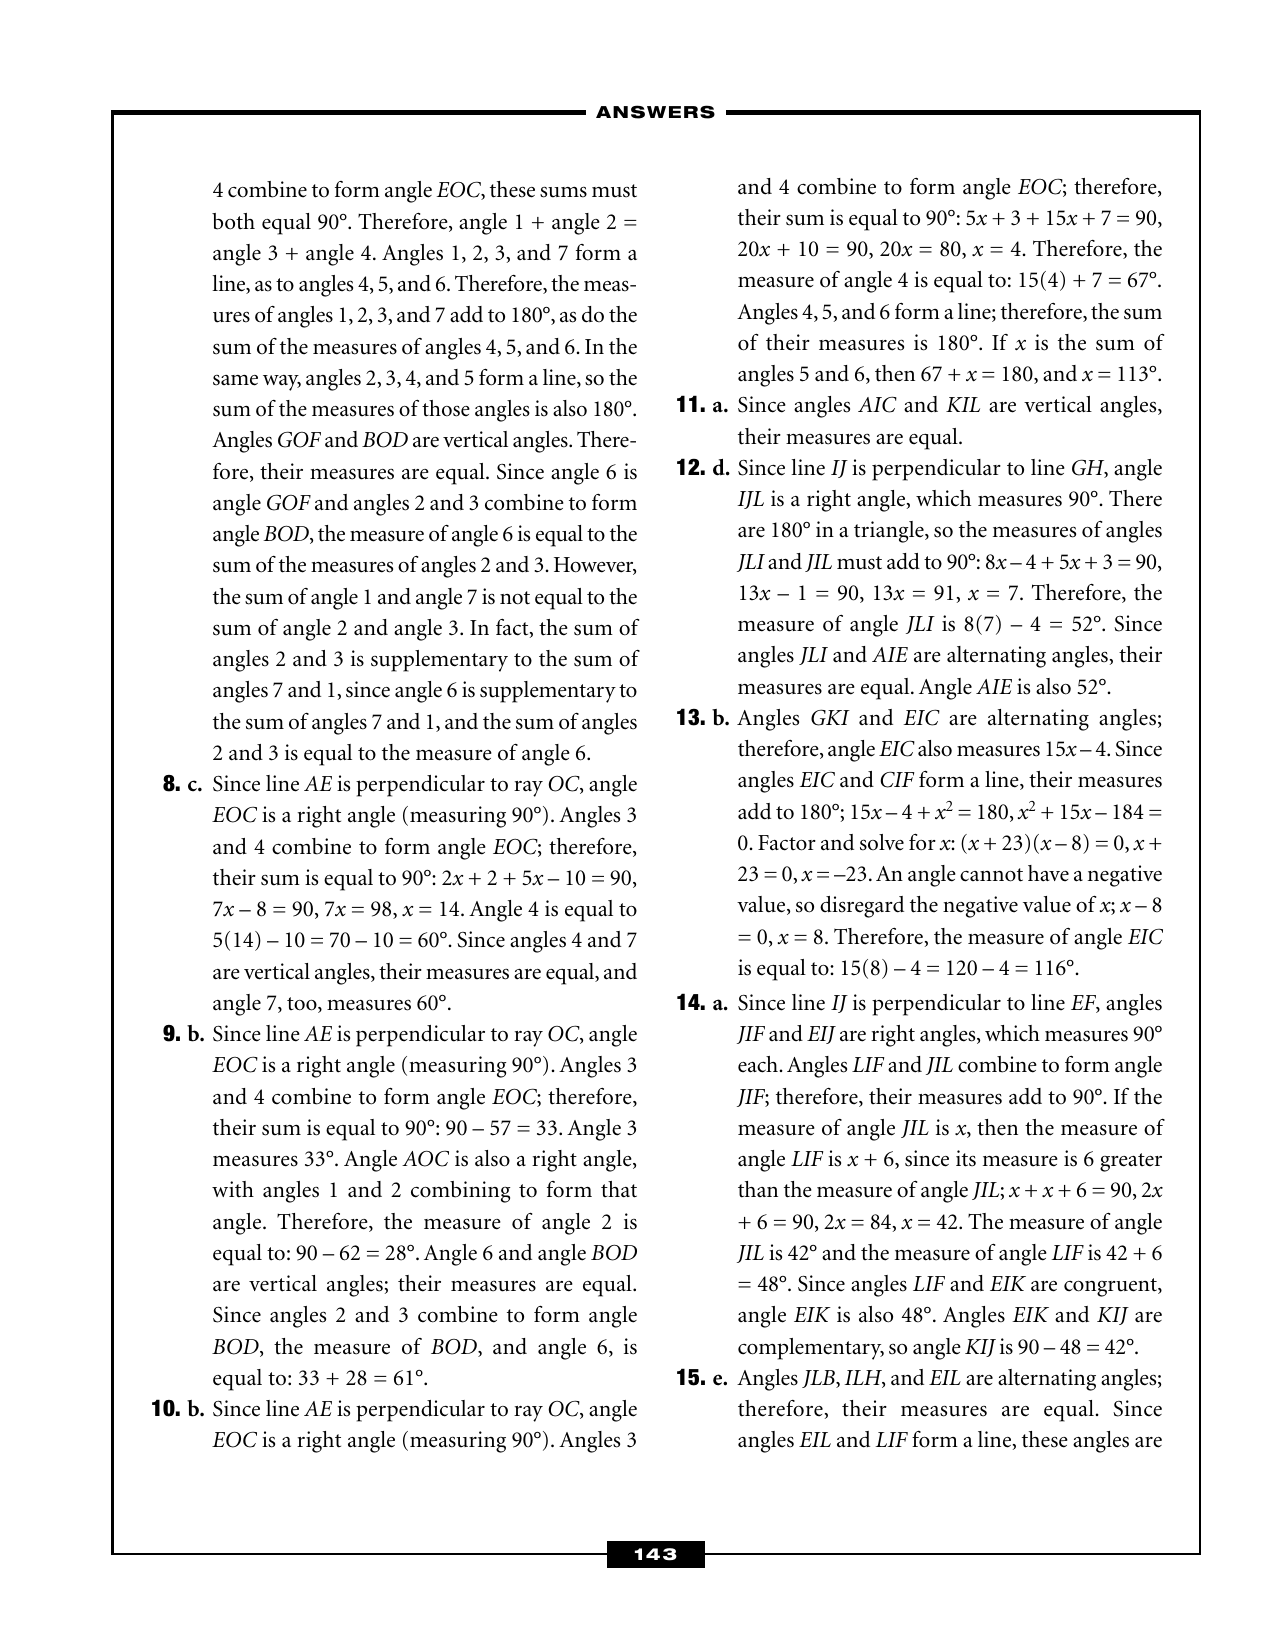 ANSWERS
4 combine to form angle EOC, these sums must
both equal 90°. Therefore, angle 1 + angle 2 =
angle 3 + angle 4. Angles 1, 2, 3, and 7 form a
line, as to angles 4, 5, and 6. Therefore, the meas-
ures of angles 1, 2, 3, and 7 add to 180°, as do the
sum of the measures of angles 4, 5, and 6. In the
same way, angles 2, 3, 4, and 5 form a line, so the
sum of the measures of those angles is also 180°.
Angles GOF and BOD are vertical angles. There-
fore, their measures are equal. Since angle 6 is
angle GOF and angles 2 and 3 combine to form
angle BOD, the measure of angle 6 is equal to the
sum of the measures of angles 2 and 3. However,
the sum of angle 1 and angle 7 is not equal to the
sum of angle 2 and angle 3. In fact, the sum of
angles 2 and 3 is supplementary to the sum of
angles 7 and 1, since angle 6 is supplementary to
the sum of angles 7 and 1, and the sum of angles
2 and 3 is equal to the measure of angle 6.
8. c. Since line AE is perpendicular to ray OC, angle
EOC is a right angle (measuring 90°). Angles 3
and 4 combine to form angle EOC; therefore,
their sum is equal to 90°: 2x + 2 + 5x – 10 = 90,
7x – 8 = 90, 7x = 98, x = 14. Angle 4 is equal to
5(14) – 10 = 70 – 10 = 60°. Since angles 4 and 7
are vertical angles, their measures are equal, and
angle 7, too, measures 60°.
9. b. Since line AE is perpendicular to ray OC, angle
EOC is a right angle (measuring 90°). Angles 3
and 4 combine to form angle EOC; therefore,
their sum is equal to 90°: 90 – 57 = 33. Angle 3
measures 33°. Angle AOC is also a right angle,
with angles 1 and 2 combining to form that
angle. Therefore, the measure of angle 2 is
equal to: 90 – 62 = 28°. Angle 6 and angle BOD
are vertical angles; their measures are equal.
Since angles 2 and 3 combine to form angle
BOD, the measure of BOD, and angle 6, is
equal to: 33 + 28 = 61°.
10. b. Since line AE is perpendicular to ray OC, angle
EOC is a right angle (measuring 90°). Angles 3
and 4 combine to form angle EOC; therefore,
their sum is equal to 90°: 5x + 3 + 15x + 7 = 90,
20x + 10 = 90, 20x = 80, x = 4. Therefore, the
measure of angle 4 is equal to: 15(4) + 7 = 67°.
Angles 4, 5, and 6 form a line; therefore, the sum
of their measures is 180°. If x is the sum of
angles 5 and 6, then 67 + x = 180, and x = 113°.
11. a. Since angles AIC and KIL are vertical angles,
their measures are equal.
12. d. Since line IJ is perpendicular to line GH, angle
IJL is a right angle, which measures 90°. There
are 180° in a triangle, so the measures of angles
JLI and JIL must add to 90°: 8x – 4 + 5x + 3 = 90,
13x – 1 = 90, 13x = 91, x = 7. Therefore, the
measure of angle JLI is 8(7) – 4 = 52°. Since
angles JLI and AIE are alternating angles, their
measures are equal. Angle AIE is also 52°.
13. b. Angles GKI and EIC are alternating angles;
therefore, angle EIC also measures 15x – 4. Since
angles EIC and CIF form a line, their measures
add to 180°; 15x – 4 + x² = 180, x² + 15x – 184 =
0. Factor and solve for x: (x + 23)(x – 8) = 0, x +
23 = 0, x = –23. An angle cannot have a negative
value, so disregard the negative value of x; x – 8
= 0, x = 8. Therefore, the measure of angle EIC
is equal to: 15(8) – 4 = 120 – 4 = 116°.
14. a. Since line IJ is perpendicular to line EF, angles
JIF and EIJ are right angles, which measures 90°
each. Angles LIF and JIL combine to form angle
JIF; therefore, their measures add to 90°. If the
measure of angle JIL is x, then the measure of
angle LIF is x + 6, since its measure is 6 greater
than the measure of angle JIL; x + x + 6 = 90, 2x
+ 6 = 90, 2x = 84, x = 42. The measure of angle
JIL is 42° and the measure of angle LIF is 42 + 6
= 48°. Since angles LIF and EIK are congruent,
angle EIK is also 48°. Angles EIK and KIJ are
complementary, so angle KIJ is 90 – 48 = 42°.
15. e. Angles JLB, ILH, and EIL are alternating angles;
therefore, their measures are equal. Since
angles EIL and LIF form a line, these angles are
143